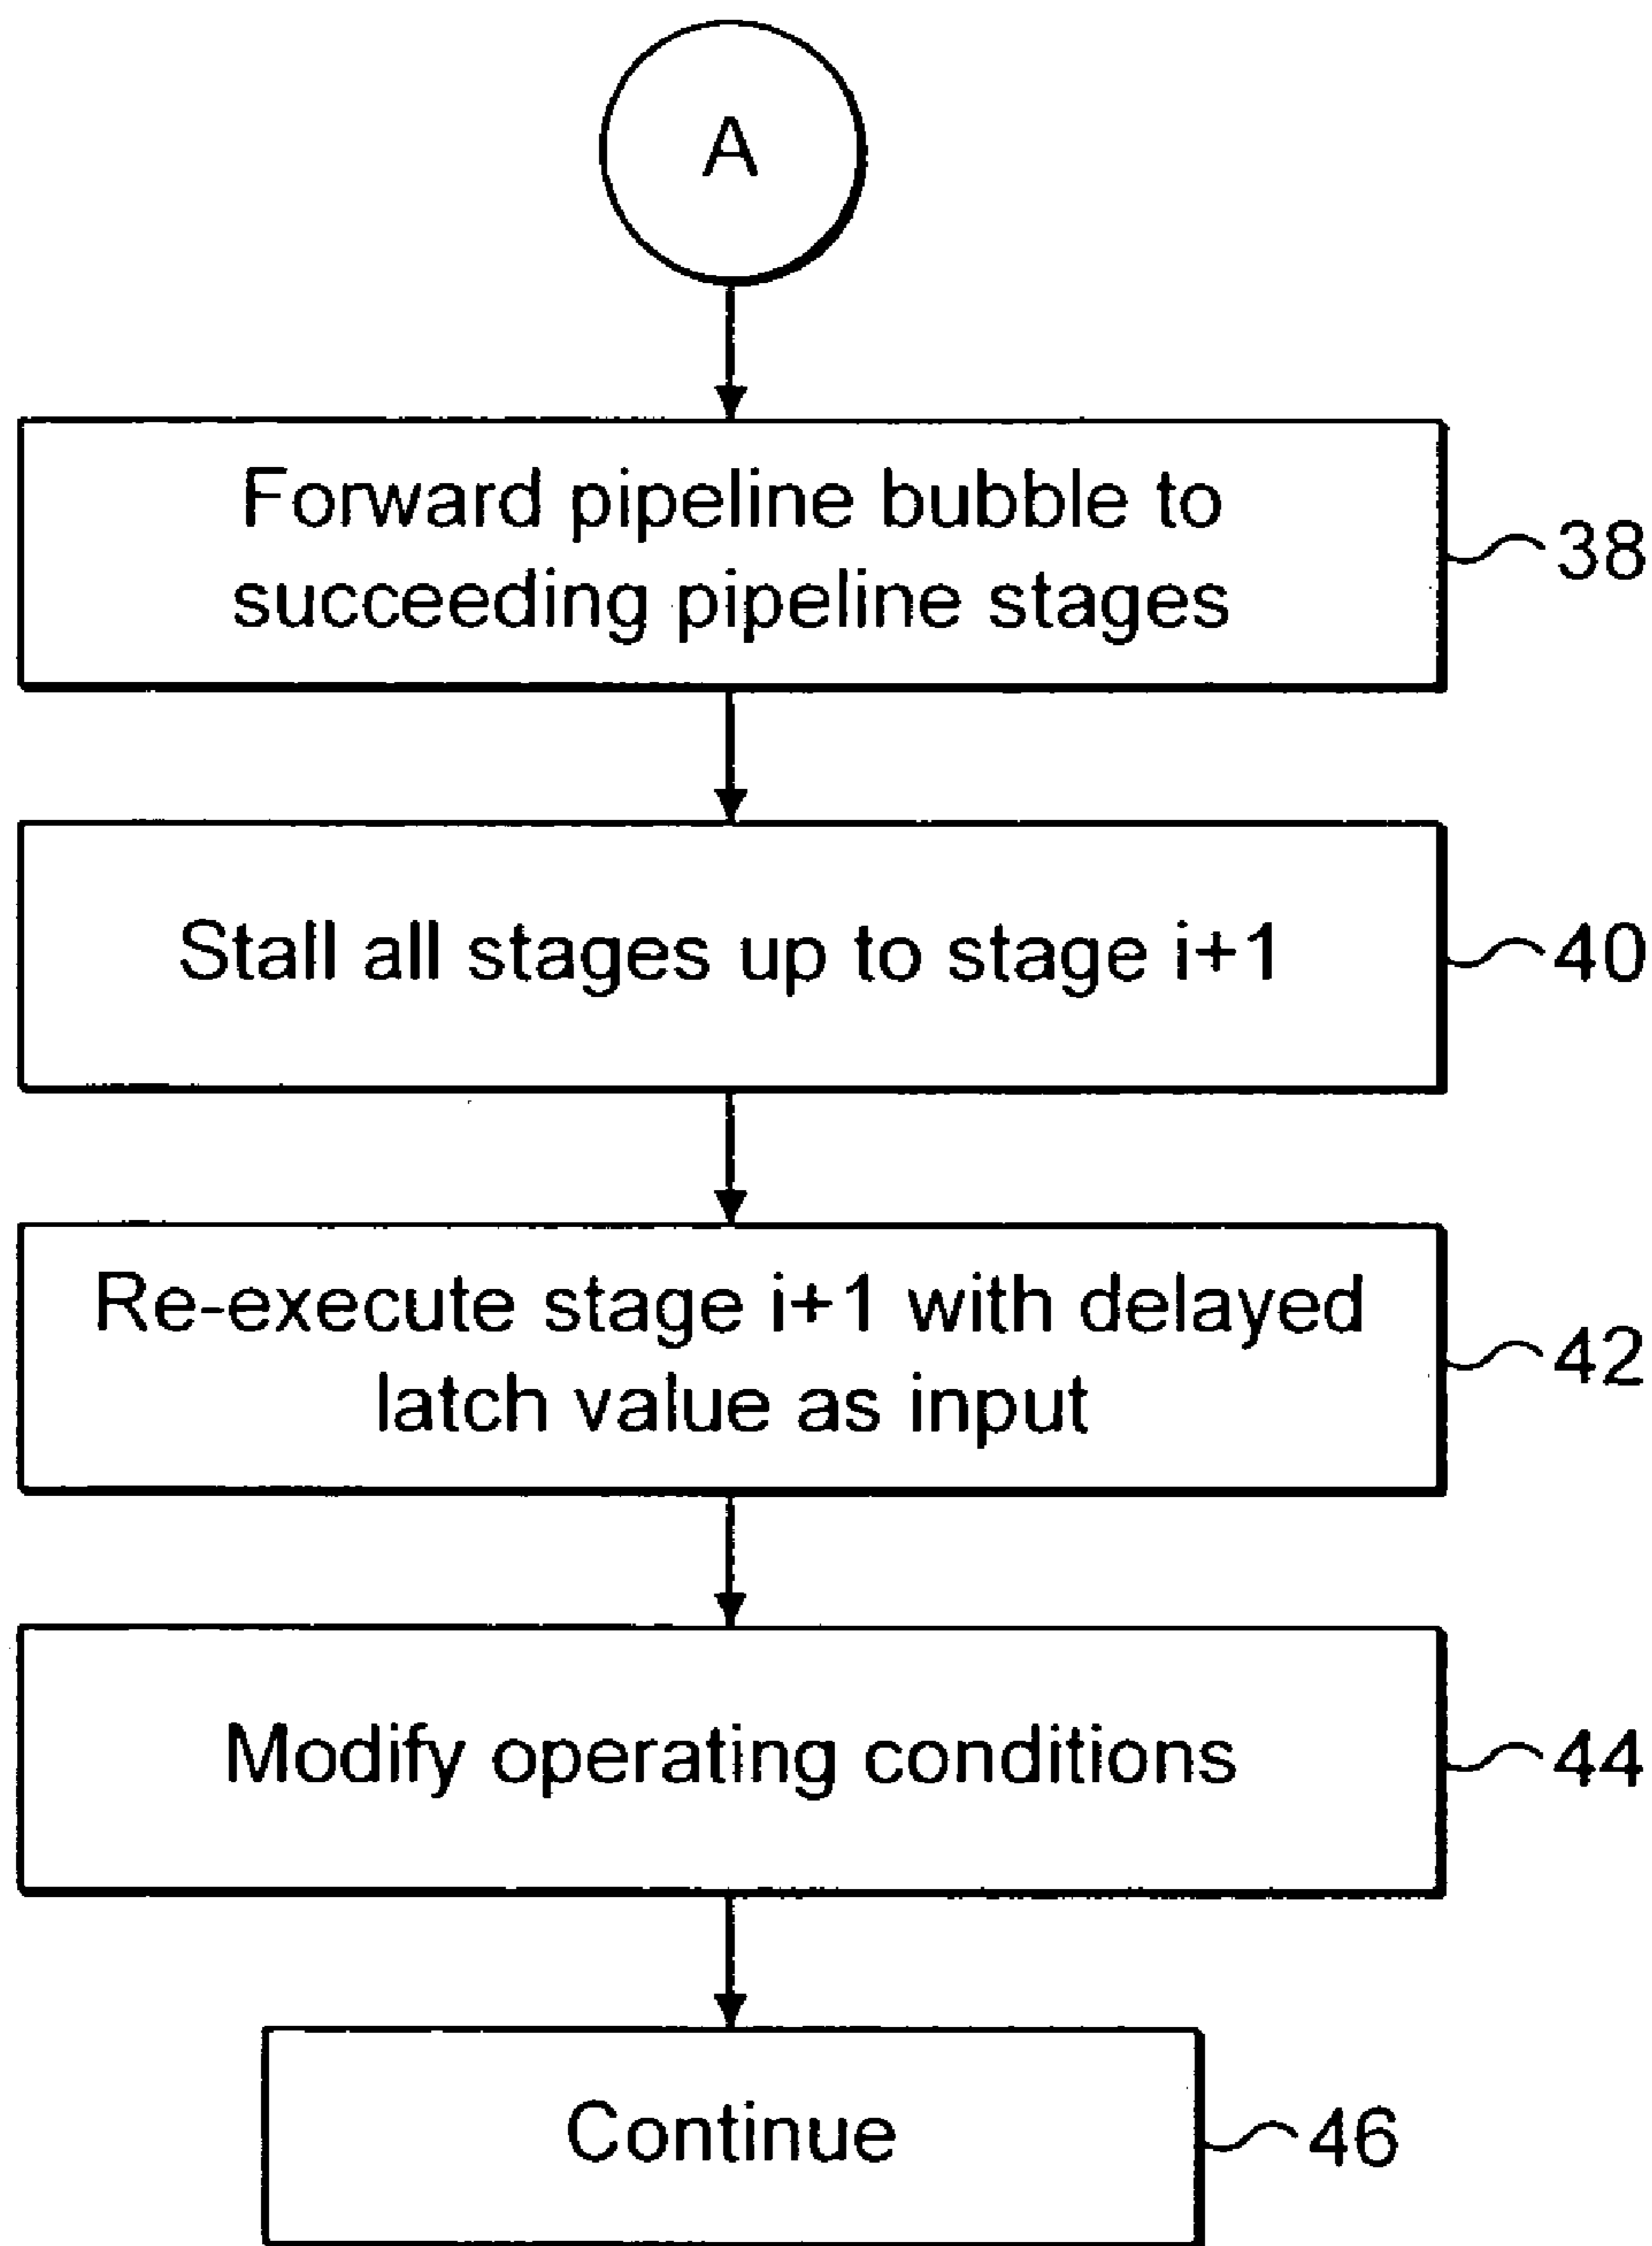 A
Forward pipeline bubble to
succeeding pipeline stages
38
Stall all stages up to stage i+1
40
Re-execute stage i+1 with delayed
latch value as input
42
Modify operating conditions
44
Continue
46